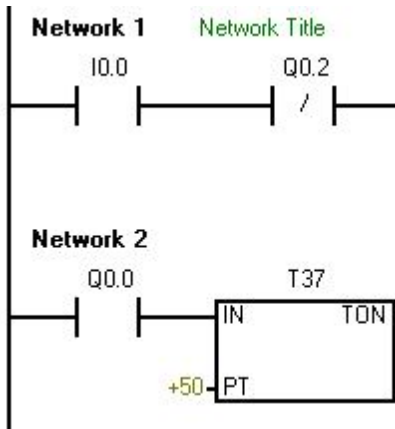 Network 1 Network Title
I0.0 Q0.2
/
Network 2
Q0.0 T37
IN TON
+50 PT